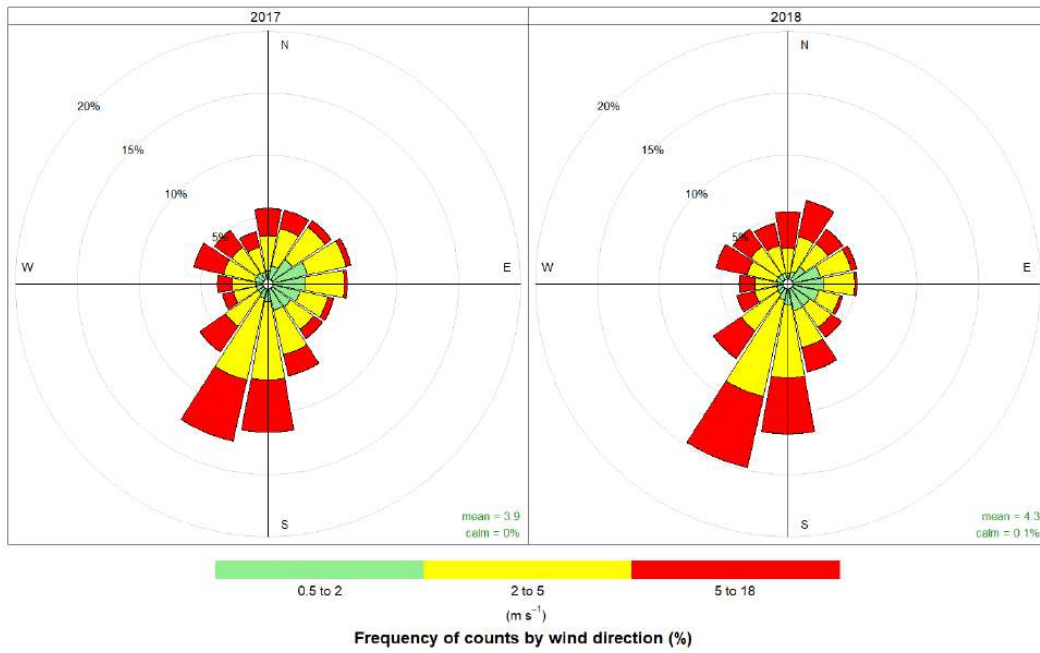 2017
2018
N
20%
15%
10%
5%
W
E
S
mean = 3.9
calm = 0%
N
20%
15%
10%
5%
W
E
S
mean = 4.3
calm = 0.1%
0.5 to 2
2 to 5
5 to 18
(m s⁻¹)
Frequency of counts by wind direction (%)